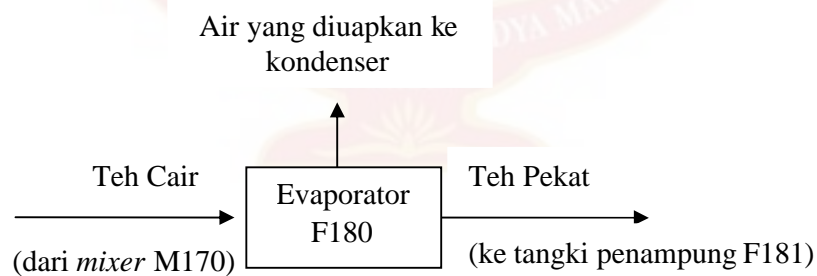 Air yang diuapkan ke
kondenser
Teh Cair
Evaporator
F180
Teh Pekat
(dari mixer M170)
(ke tangki penampung F181)